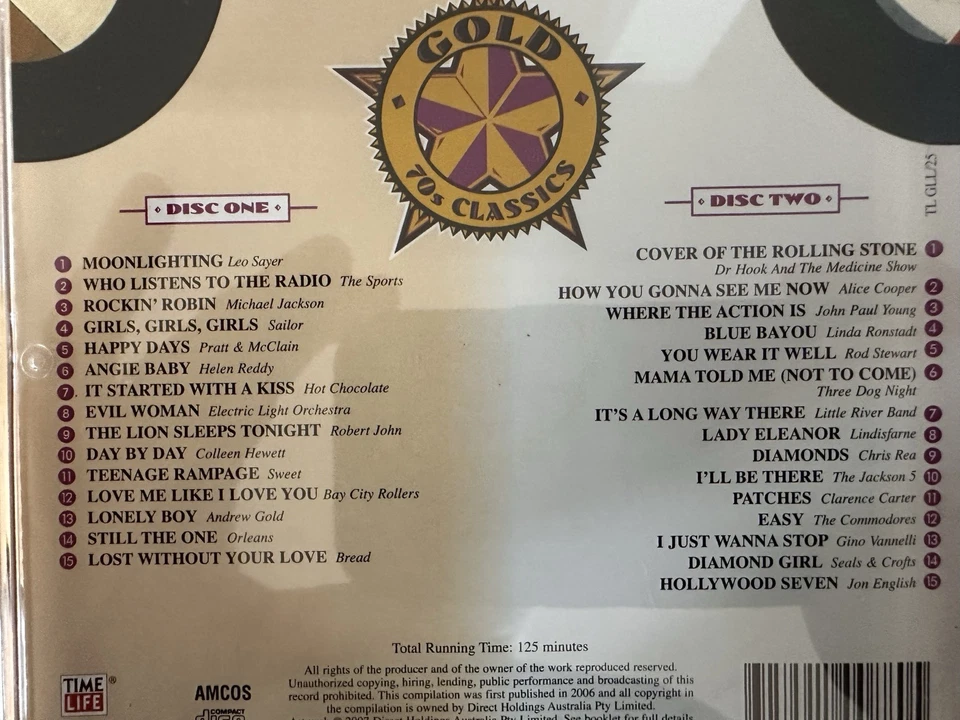 GOLD
70s CLASSICS
DISC ONE
1 MOONLIGHTING Leo Sayer
2 WHO LISTENS TO THE RADIO The Sports
3 ROCKIN' ROBIN Michael Jackson
4 GIRLS, GIRLS, GIRLS Sailor
5 HAPPY DAYS Pratt & McClain
6 ANGIE BABY Helen Reddy
7. IT STARTED WITH A KISS Hot Chocolate
8 EVIL WOMAN Electric Light Orchestra
9 THE LION SLEEPS TONIGHT Robert John
10 DAY BY DAY Colleen Hewett
11 TEENAGE RAMPAGE Sweet
12 LOVE ME LIKE I LOVE YOU Bay City Rollers
13 LONELY BOY Andrew Gold
14 STILL THE ONE Orleans
15 LOST WITHOUT YOUR LOVE Bread
DISC TWO
COVER OF THE ROLLING STONE 1
Dr Hook And The Medicine Show
HOW YOU GONNA SEE ME NOW Alice Cooper 2
WHERE THE ACTION IS John Paul Young 3
BLUE BAYOU Linda Ronstadt 4
YOU WEAR IT WELL Rod Stewart 5
MAMA TOLD ME (NOT TO COME) 6
Three Dog Night
IT'S A LONG WAY THERE Little River Band 7
LADY ELEANOR Lindisfarne 8
DIAMONDS Chris Rea 9
I'LL BE THERE The Jackson 5 10
PATCHES Clarence Carter 11
EASY The Commodores 12
I JUST WANNA STOP Gino Vannelli 13
DIAMOND GIRL Seals & Crofts 14
HOLLYWOOD SEVEN Jon English 15
TL GLL/25
Total Running Time: 125 minutes
All rights of the producer and of the owner of the work reproduced reserved.
Unauthorized copying, hiring, lending, public performance and broadcasting of this
record prohibited. This compilation was first published in 2006 and all copyright in
the compilation is owned by Direct Holdings Australia Pty Limited.
2007 Direct Holdings Australia Pty Limited. See booklet for full details
TIME LIFE ®
AMCOS
COMPACT